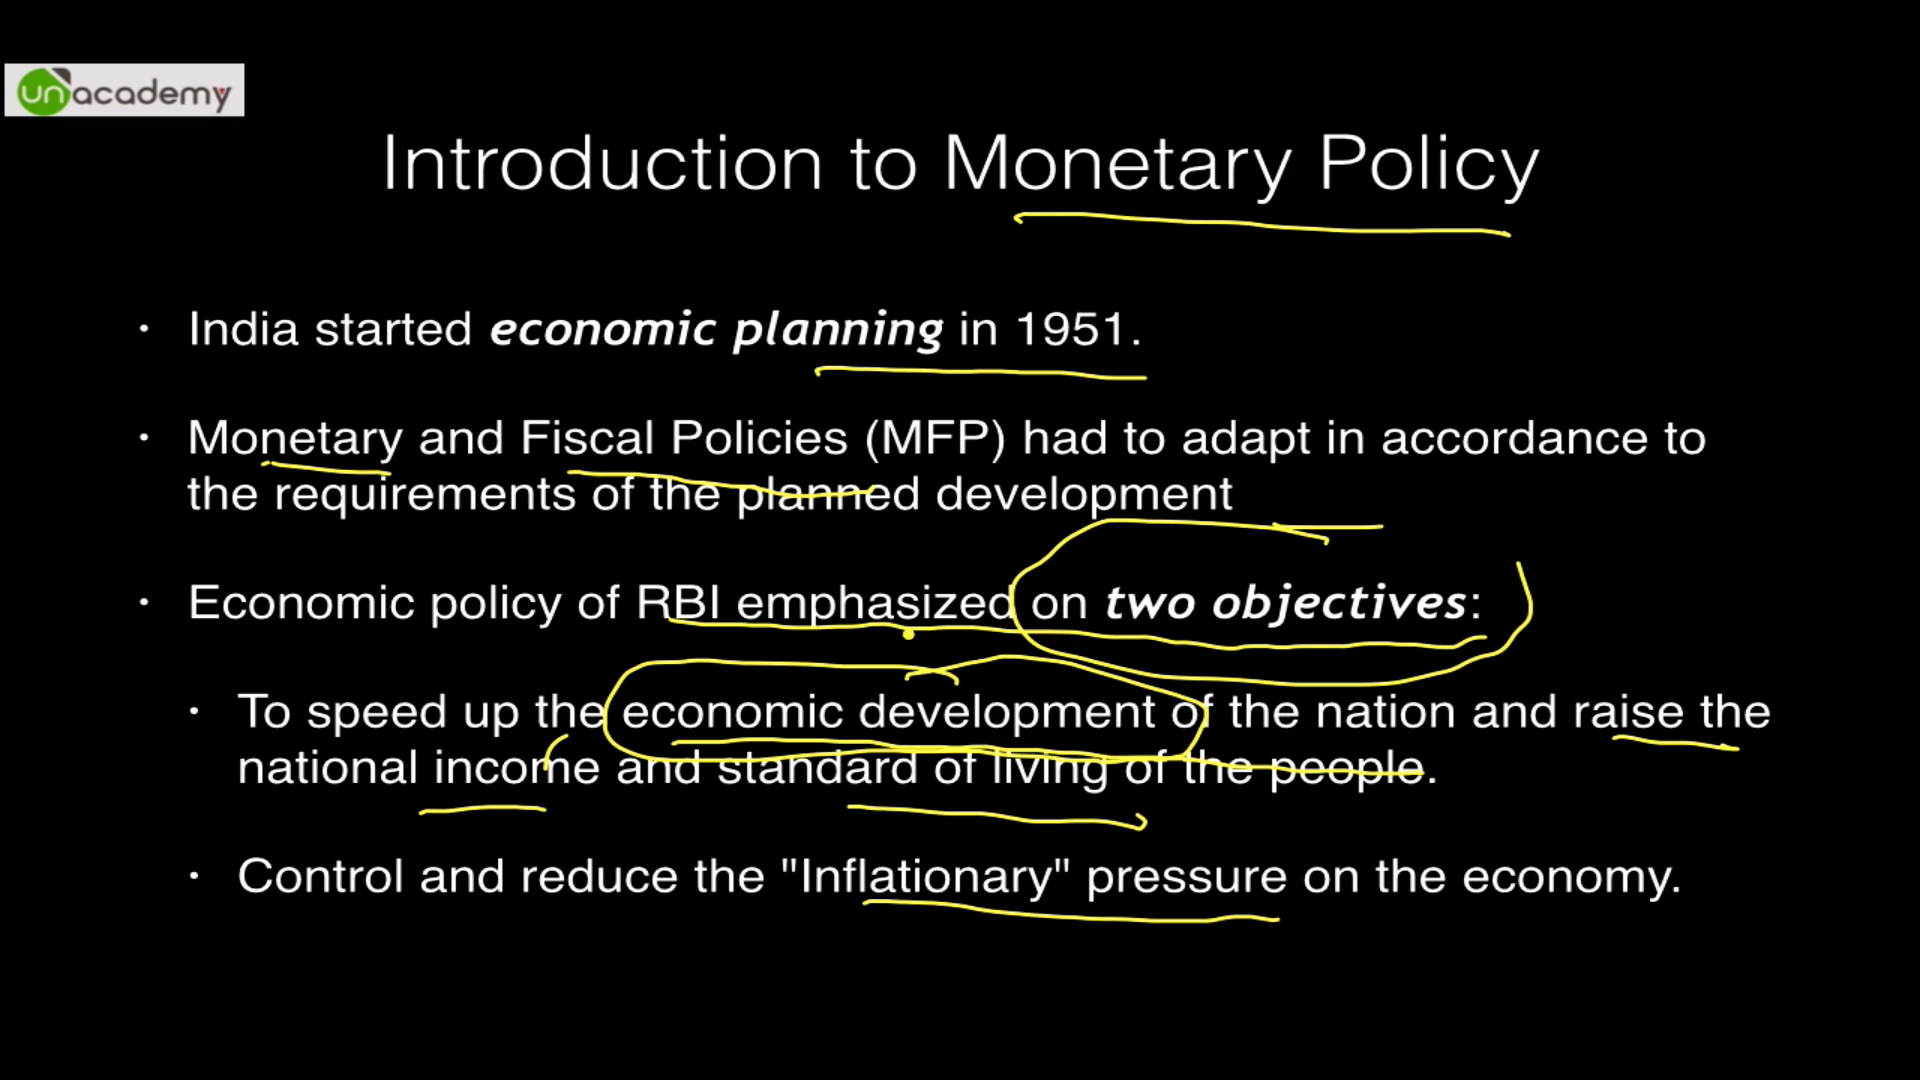 unacademy
Introduction to Monetary Policy
• India started economic planning in 1951.
• Monetary and Fiscal Policies (MFP) had to adapt in accordance to
the requirements of the planned development
• Economic policy of RBI emphasized on two objectives:
• To speed up the economic development of the nation and raise the
national income and standard of living of the people.
• Control and reduce the "Inflationary" pressure on the economy.